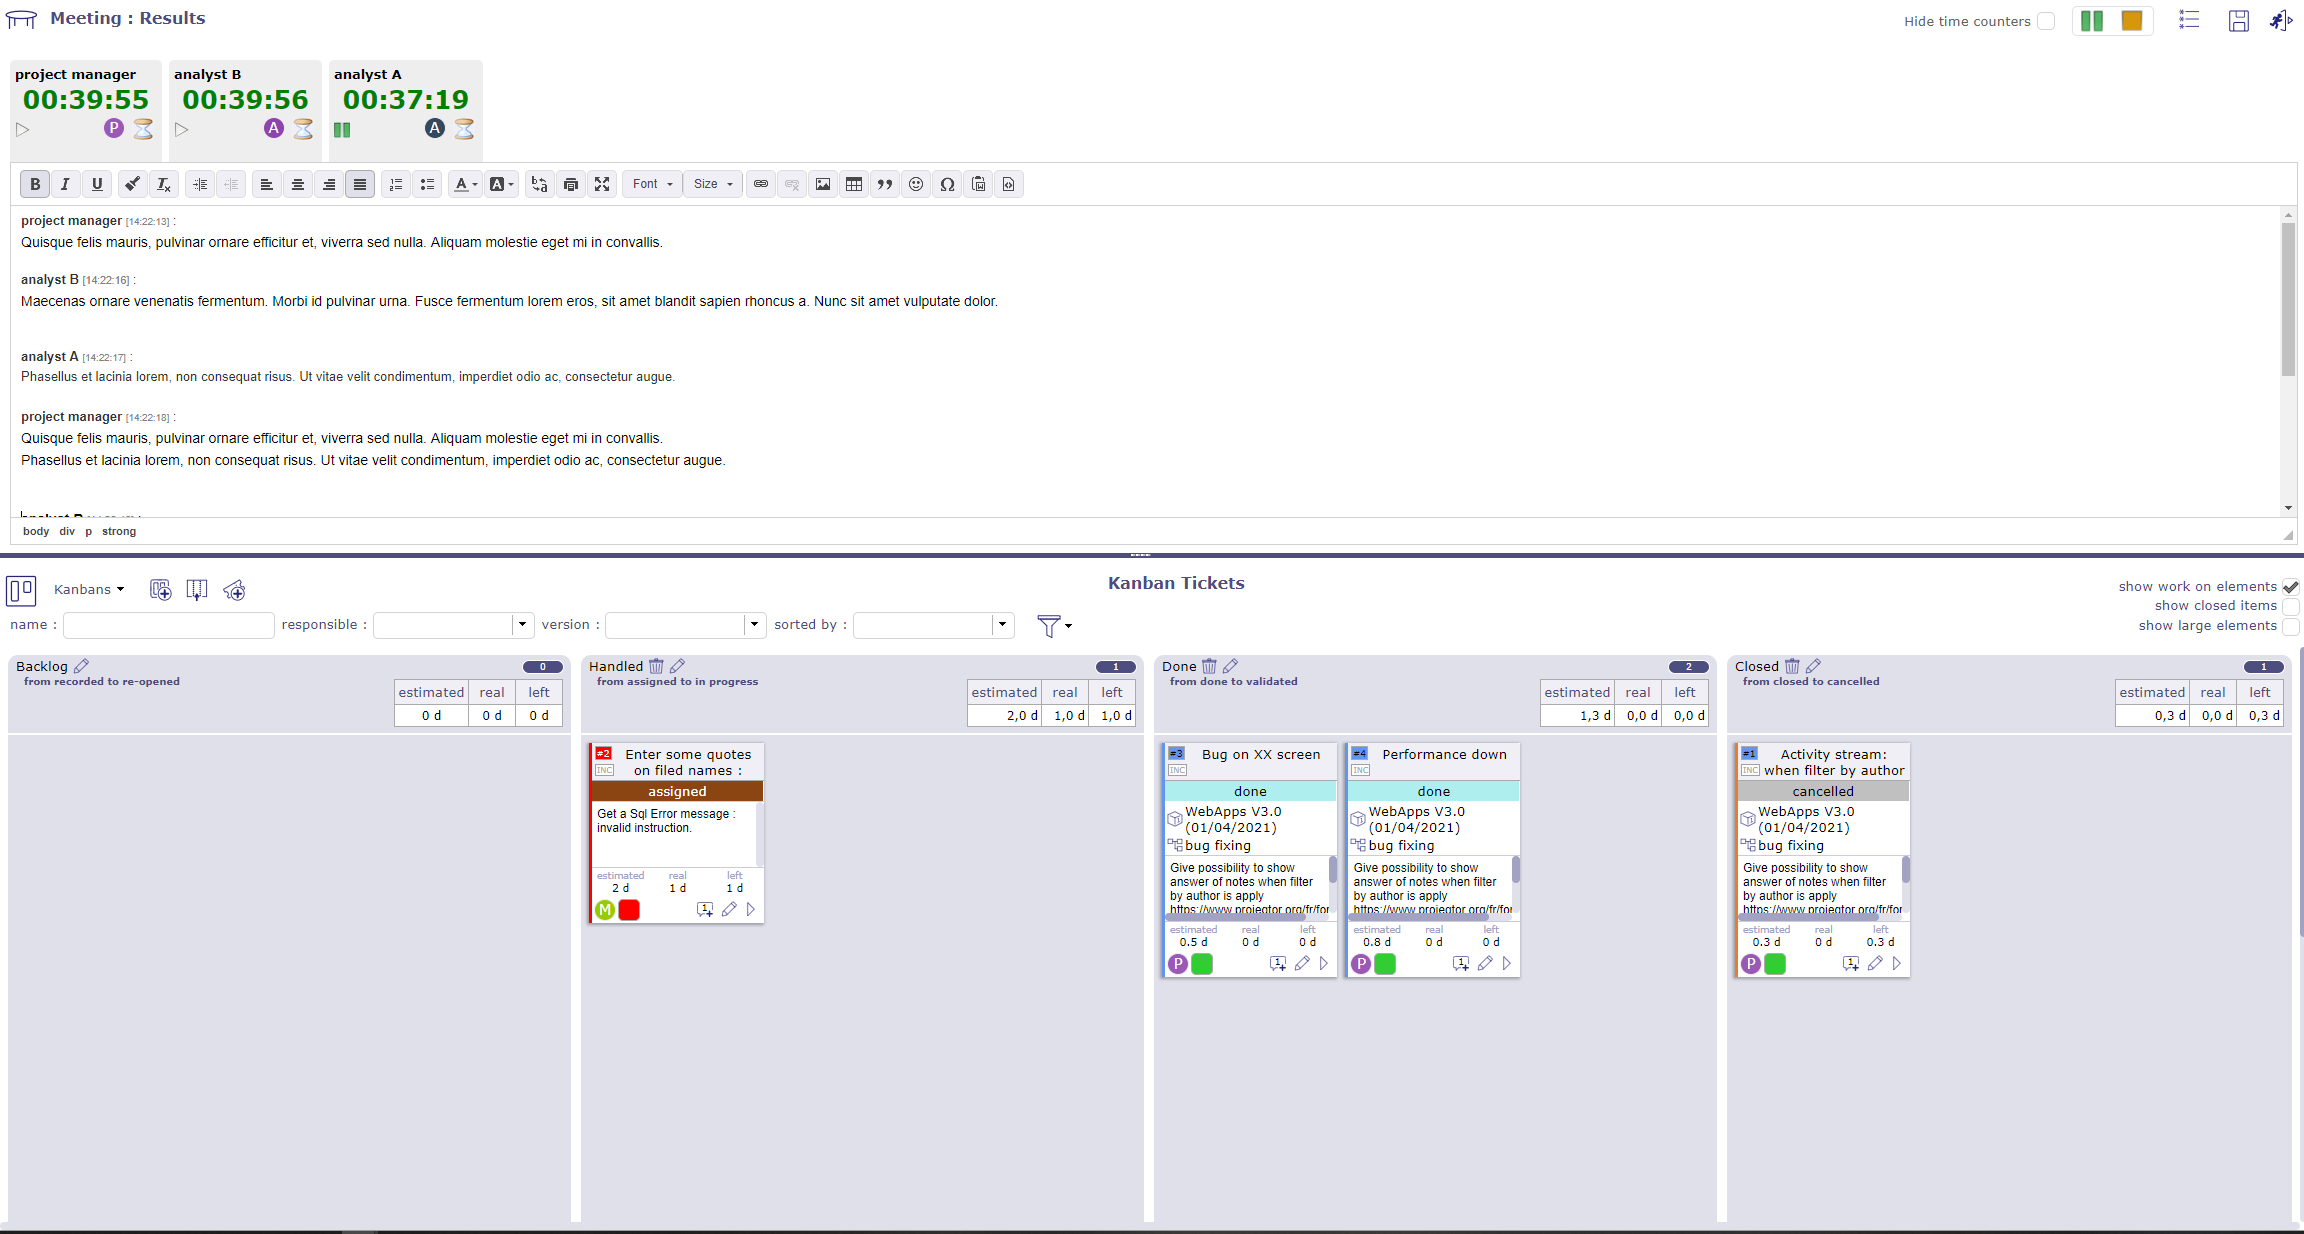 Meeting : Results
Hide time counters
project manager
00:39:55
P
analyst B
00:39:56
A
analyst A
00:37:19
A
B I U Font Size
project manager [14:22:13] :
Quisque felis mauris, pulvinar ornare efficitur et, viverra sed nulla. Aliquam molestie eget mi in convallis.
analyst B [14:22:16] :
Maecenas ornare venenatis fermentum. Morbi id pulvinar urna. Fusce fermentum lorem eros, sit amet blandit sapien rhoncus a. Nunc sit amet vulputate dolor.
analyst A [14:22:17] :
Phasellus et lacinia lorem, non consequat risus. Ut vitae velit condimentum, imperdiet odio ac, consectetur augue.
project manager [14:22:18] :
Quisque felis mauris, pulvinar ornare efficitur et, viverra sed nulla. Aliquam molestie eget mi in convallis.
Phasellus et lacinia lorem, non consequat risus. Ut vitae velit condimentum, imperdiet odio ac, consectetur augue.
analyst B
body div p strong
Kanbans
Kanban Tickets
show work on elements
show closed items
show large elements
name : responsible : version : sorted by :
Backlog 0
from recorded to re-opened
estimated real left
0 d 0 d 0 d
Handled 1
from assigned to in progress
estimated real left
2,0 d 1,0 d 1,0 d
#2 Enter some quotes
INC on filed names :
assigned
Get a Sql Error message :
invalid instruction.
estimated real left
2 d 1 d 1 d
M 1
Done 2
from done to validated
estimated real left
1,3 d 0,0 d 0,0 d
#3 Bug on XX screen
INC
done
WebApps V3.0
(01/04/2021)
bug fixing
Give possibility to show
answer of notes when filter
by author is apply
https://www.projeqtor.org/fr/for
estimated real left
0.5 d 0 d 0 d
P 1
#4 Performance down
INC
done
WebApps V3.0
(01/04/2021)
bug fixing
Give possibility to show
answer of notes when filter
by author is apply
https://www.projeqtor.org/fr/for
estimated real left
0.8 d 0 d 0 d
P 1
Closed 1
from closed to cancelled
estimated real left
0,3 d 0,0 d 0,3 d
#1 Activity stream:
INC when filter by author
cancelled
WebApps V3.0
(01/04/2021)
bug fixing
Give possibility to show
answer of notes when filter
by author is apply
https://www.projeqtor.org/fr/for
estimated real left
0.3 d 0 d 0.3 d
P 1